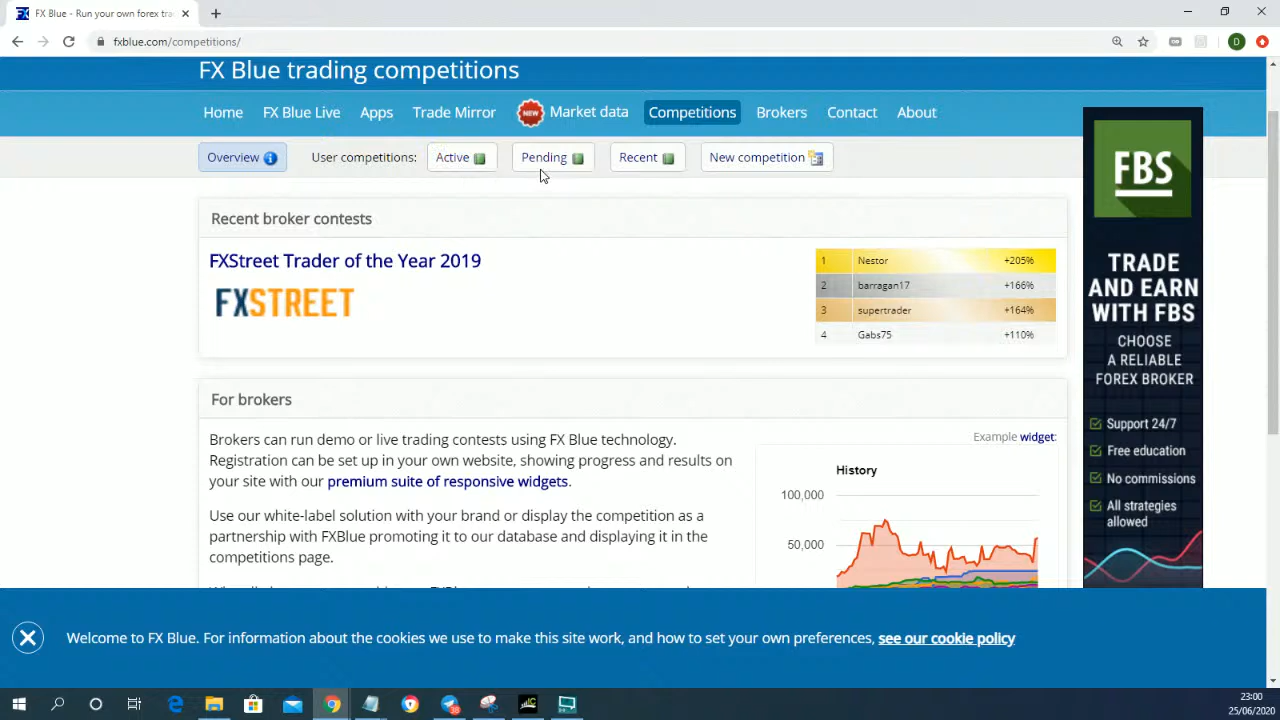 FX Blue - Run your own forex tra
fxblue.com/competitions/
D
FX Blue trading competitions
Home FX Blue Live Apps Trade Mirror NEW Market data Competitions Brokers Contact About
Overview User competitions: Active Pending Recent New competition
Recent broker contests
FXStreet Trader of the Year 2019
FXSTREET
1 Nestor +205%
2 barragan17 +166%
3 supertrader +164%
4 Gabs75 +110%
For brokers
Brokers can run demo or live trading contests using FX Blue technology.
Registration can be set up in your own website, showing progress and results on
your site with our premium suite of responsive widgets.
Use our white-label solution with your brand or display the competition as a
partnership with FXBlue promoting it to our database and displaying it in the
competitions page.
Example widget:
History
100,000
50,000
FBS
TRADE
AND EARN
WITH FBS
CHOOSE
A RELIABLE
FOREX BROKER
Support 24/7
Free education
No commissions
All strategies
allowed
Welcome to FX Blue. For information about the cookies we use to make this site work, and how to set your own preferences, see our cookie policy
23:00
25/06/2020